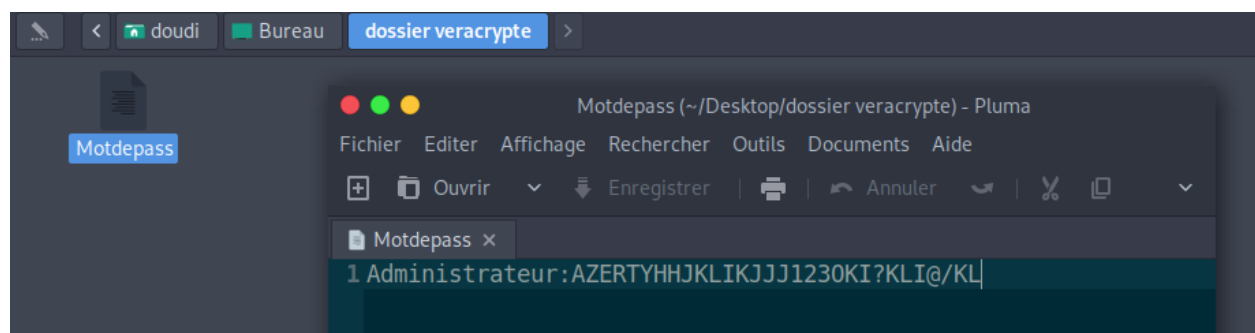 doudi Bureau dossier veracrypte
Motdepass
Motdepass (~/Desktop/dossier veracrypte) - Pluma
Fichier Editer Affichage Rechercher Outils Documents Aide
Ouvrir Enregistrer Annuler
Motdepass
1 Administrateur:AZERTYHHJKLIKJJJ123OKI?KLI@/KL